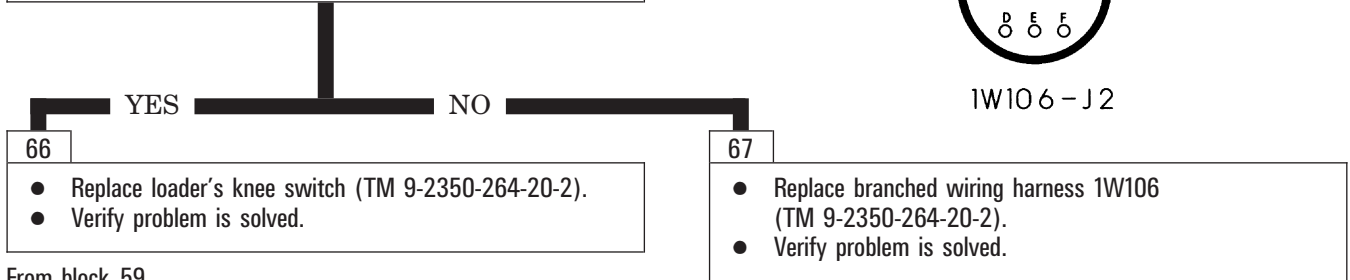 D E F
1W106-J2
YES NO
66
● Replace loader's knee switch (TM 9-2350-264-20-2).
● Verify problem is solved.
67
● Replace branched wiring harness 1W106
(TM 9-2350-264-20-2).
● Verify problem is solved.
From block 59